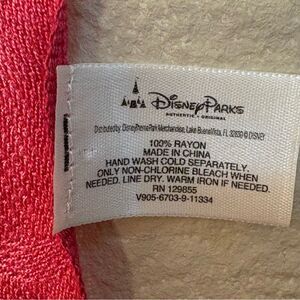 Disney Parks
AUTHENTIC • ORIGINAL
Distributed by Disney Theme Park Merchandise, Lake Buena Vista, FL 32830 © DISNEY
100% RAYON
MADE IN CHINA
HAND WASH COLD SEPARATELY.
ONLY NON-CHLORINE BLEACH WHEN
NEEDED. LINE DRY. WARM IRON IF NEEDED.
RN 129855
V905-6703-9-11334